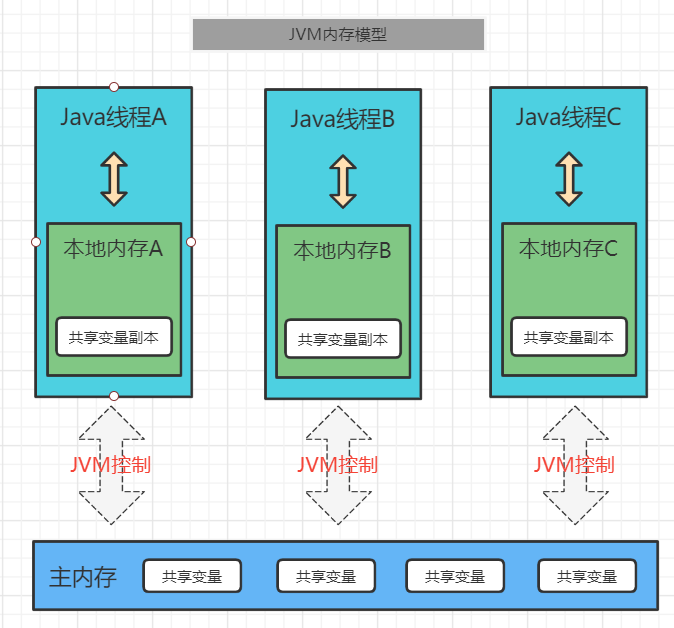 JVM内存模型
Java线程A
Java线程B
Java线程C
本地内存A
本地内存B
本地内存C
共享变量副本
共享变量副本
共享变量副本
JVM控制
JVM控制
JVM控制
主内存
共享变量
共享变量
共享变量
共享变量